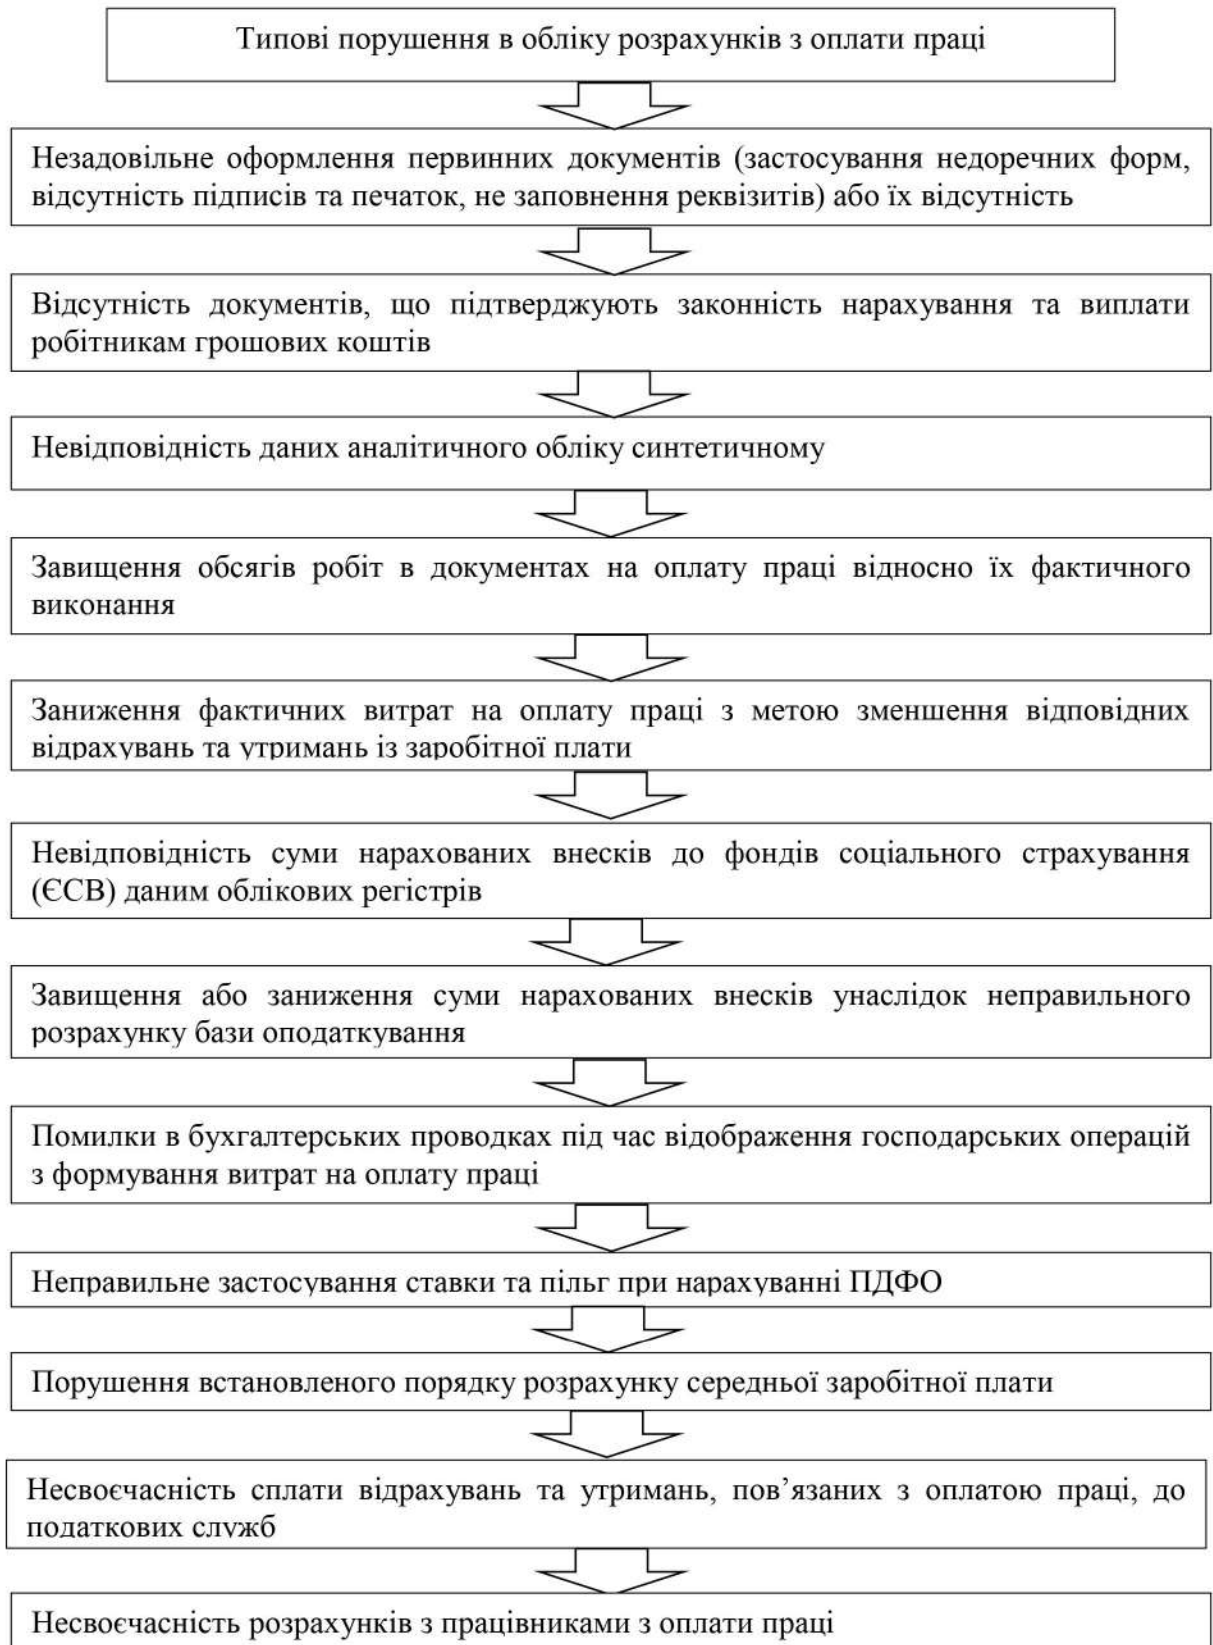 Типові порушення в обліку розрахунків з оплати праці
Незадовільне оформлення первинних документів (застосування недоречних форм,
відсутність підписів та печаток, не заповнення реквізитів) або їх відсутність
Відсутність документів, що підтверджують законність нарахування та виплати
робітникам грошових коштів
Невідповідність даних аналітичного обліку синтетичному
Завищення обсягів робіт в документах на оплату праці відносно їх фактичного
виконання
Заниження фактичних витрат на оплату праці з метою зменшення відповідних
відрахувань та утримань із заробітної плати
Невідповідність суми нарахованих внесків до фондів соціального страхування
(ЄСВ) даним облікових регістрів
Завищення або заниження суми нарахованих внесків унаслідок неправильного
розрахунку бази оподаткування
Помилки в бухгалтерських проводках під час відображення господарських операцій
з формування витрат на оплату праці
Неправильне застосування ставки та пільг при нарахуванні ПДФО
Порушення встановленого порядку розрахунку середньої заробітної плати
Несвоєчасність сплати відрахувань та утримань, пов’язаних з оплатою праці, до
податкових служб
Несвоєчасність розрахунків з працівниками з оплати праці